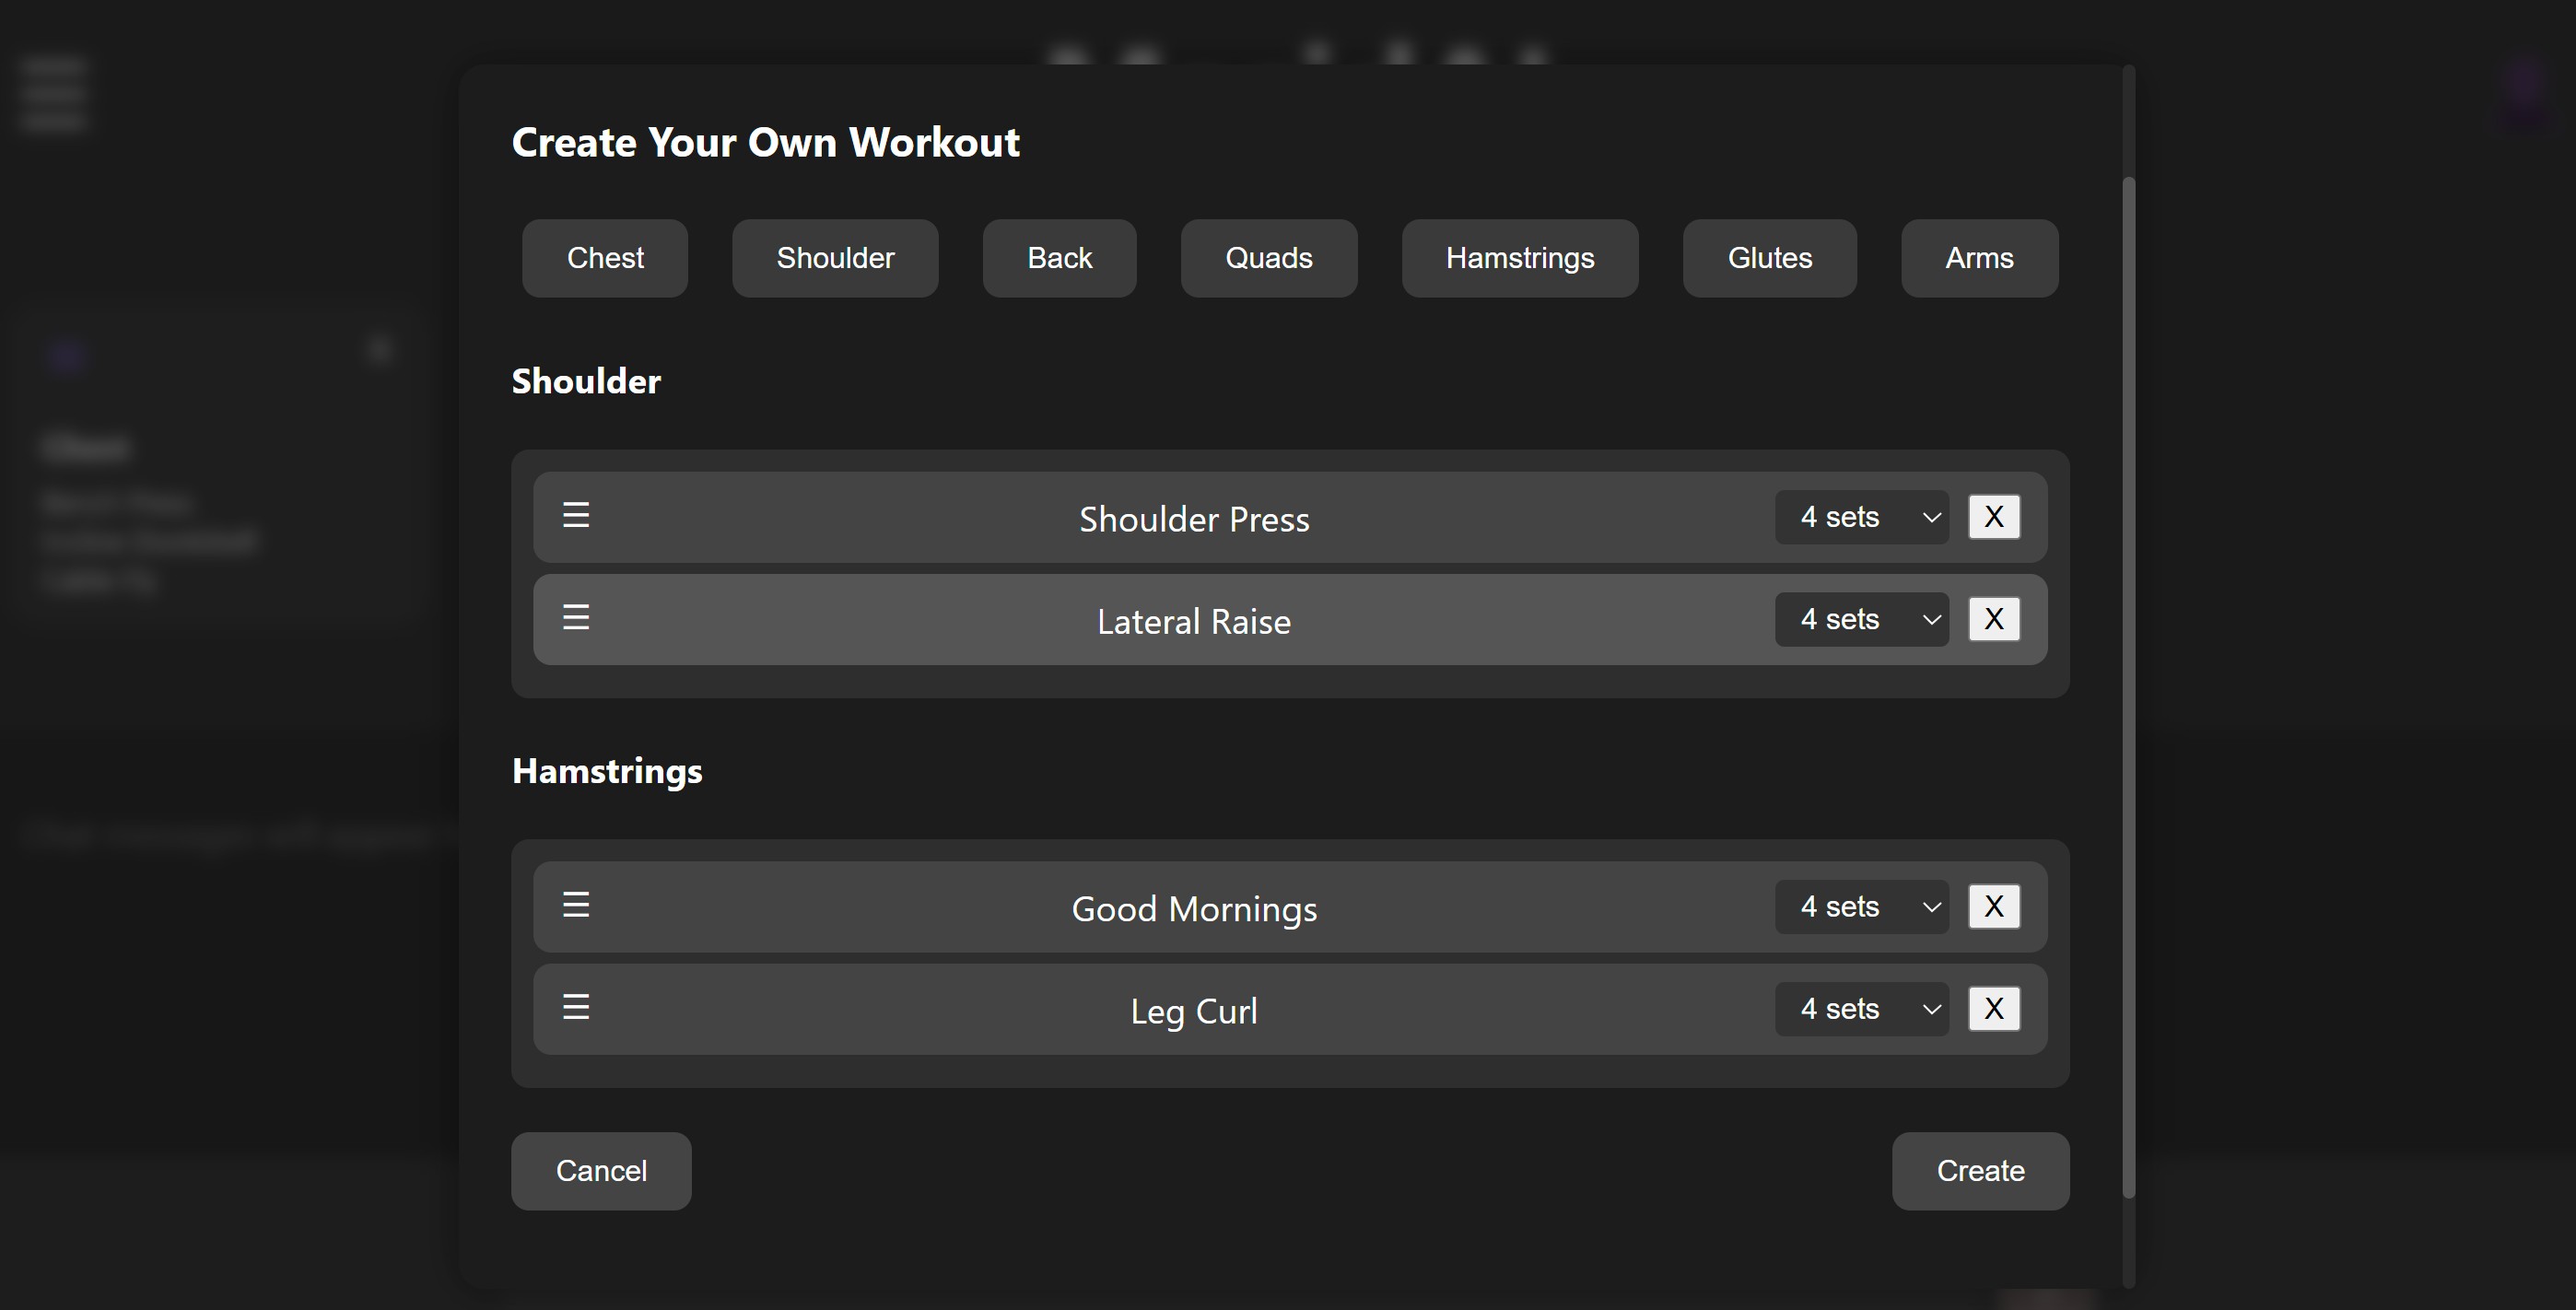 Create Your Own Workout
Chest Shoulder Back Quads Hamstrings Glutes Arms
Shoulder
Shoulder Press 4 sets X
Lateral Raise 4 sets X
Hamstrings
Good Mornings 4 sets X
Leg Curl 4 sets X
Cancel Create